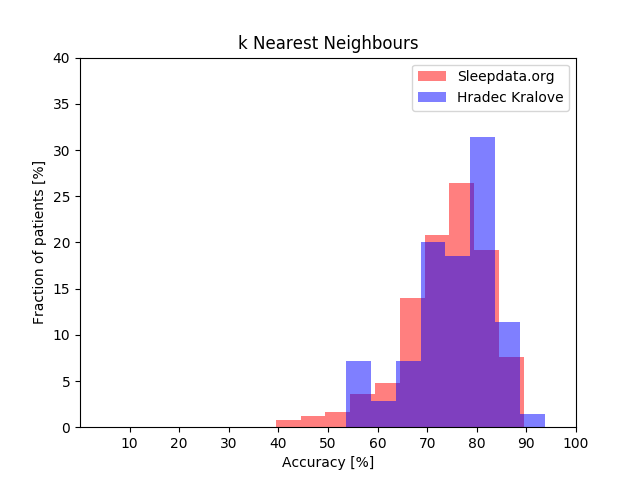 k Nearest Neighbours
Sleepdata.org
Hradec Kralove
40
35
30
25
20
15
10
5
0
Fraction of patients [%]
10 20 30 40 50 60 70 80 90 100
Accuracy [%]